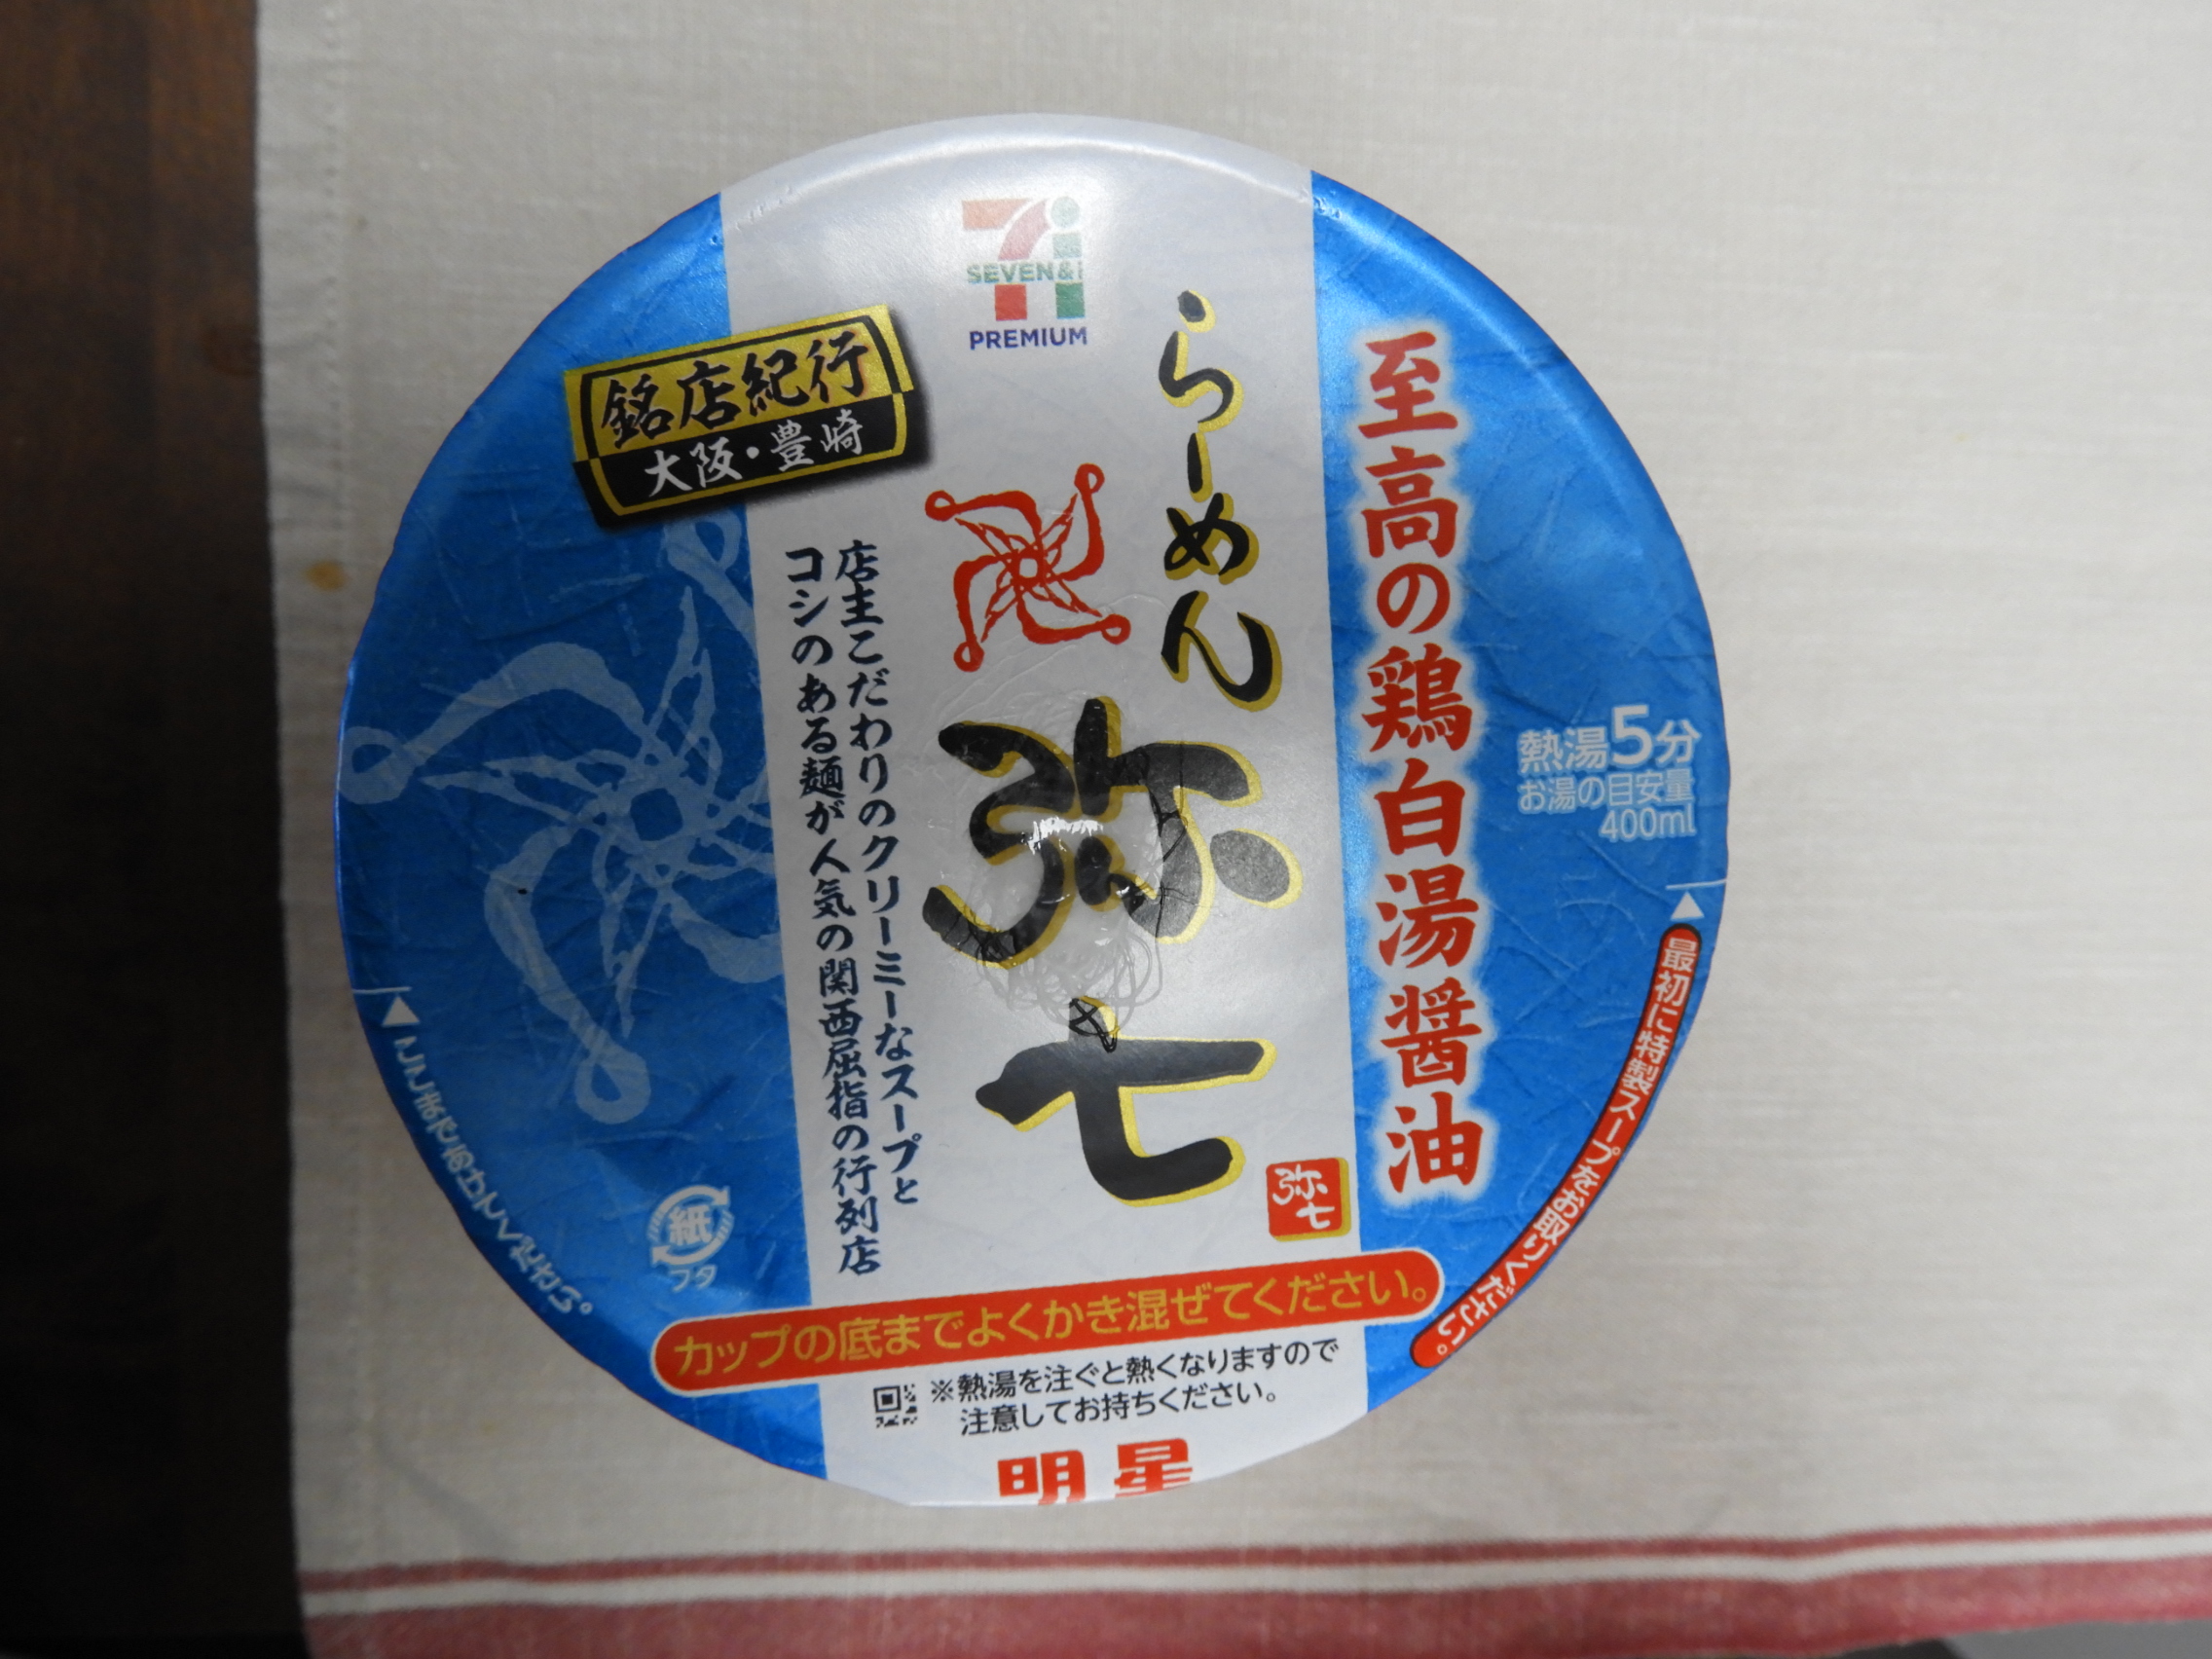 SEVEN&i
PREMIUM
銘店紀行
大阪・豊崎
らーめん
弥七
至高の鶏白湯醤油
店主こだわりのクリーミーなスープと
コシのある麺が人気の関西屈指の行列店
熱湯5分
お湯の目安量
400ml
最初に特製スープをお取りください。
弥七
ここまであけてください。
紙
フタ
カップの底までよくかき混ぜてください。
※熱湯を注ぐと熱くなりますので
注意してお持ちください。
明星